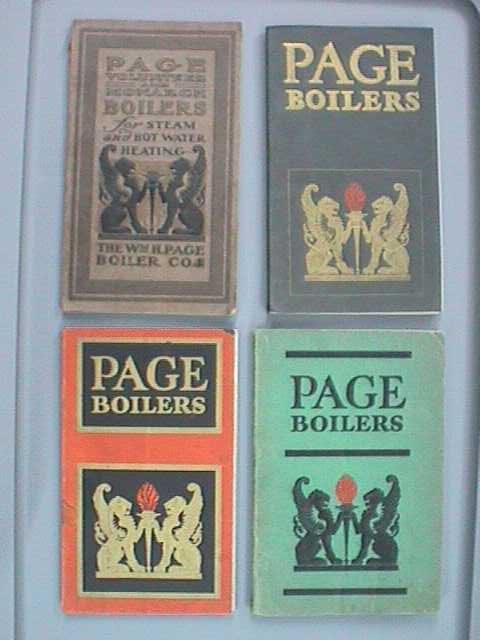 PAGE
VOLUNTEER
AND
MONARCH
BOILERS
for STEAM
and HOT WATER
HEATING
THE WM H. PAGE
BOILER CO.
PAGE
BOILERS
PAGE
BOILERS
PAGE
BOILERS